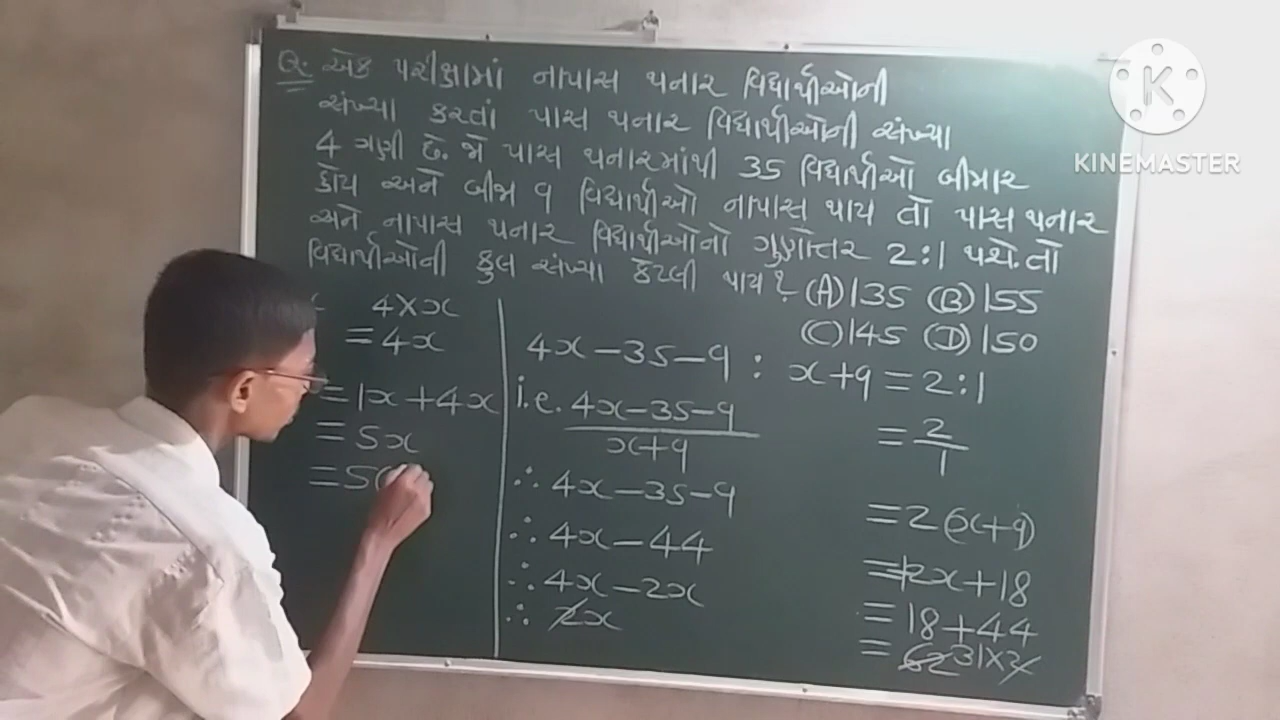 Q. એક પરીક્ષામાં નાપાસ થનાર વિદ્યાર્થીઓની
સંખ્યા કરતાં પાસ થનાર વિદ્યાર્થીઓની સંખ્યા
4 ગણી છે. જો પાસ થનારમાંથી 35 વિદ્યાર્થીઓ બીમાર
હોય અને બીજા 9 વિદ્યાર્થીઓ નાપાસ થાય તો પાસ થનાર
અને નાપાસ થનાર વિદ્યાર્થીઓનો ગુણોત્તર 2:1 થશે. તો
વિદ્યાર્થીઓની કુલ સંખ્યા કેટલી થાય?
(A) 135 (B) 155
(C) 145 (D) 150
4×x
= 4x
= 1x + 4x
= 5x
= 5(
4x - 35 - 9 : x + 9 = 2:1
i.e. 4x - 35 - 9 / x + 9 = 2 / 1
∴ 4x - 35 - 9 = 2(x + 9)
∴ 4x - 44 = 2x + 18
∴ 4x - 2x = 18 + 44
∴ 2x = 62 31×2
K
KINEMASTER